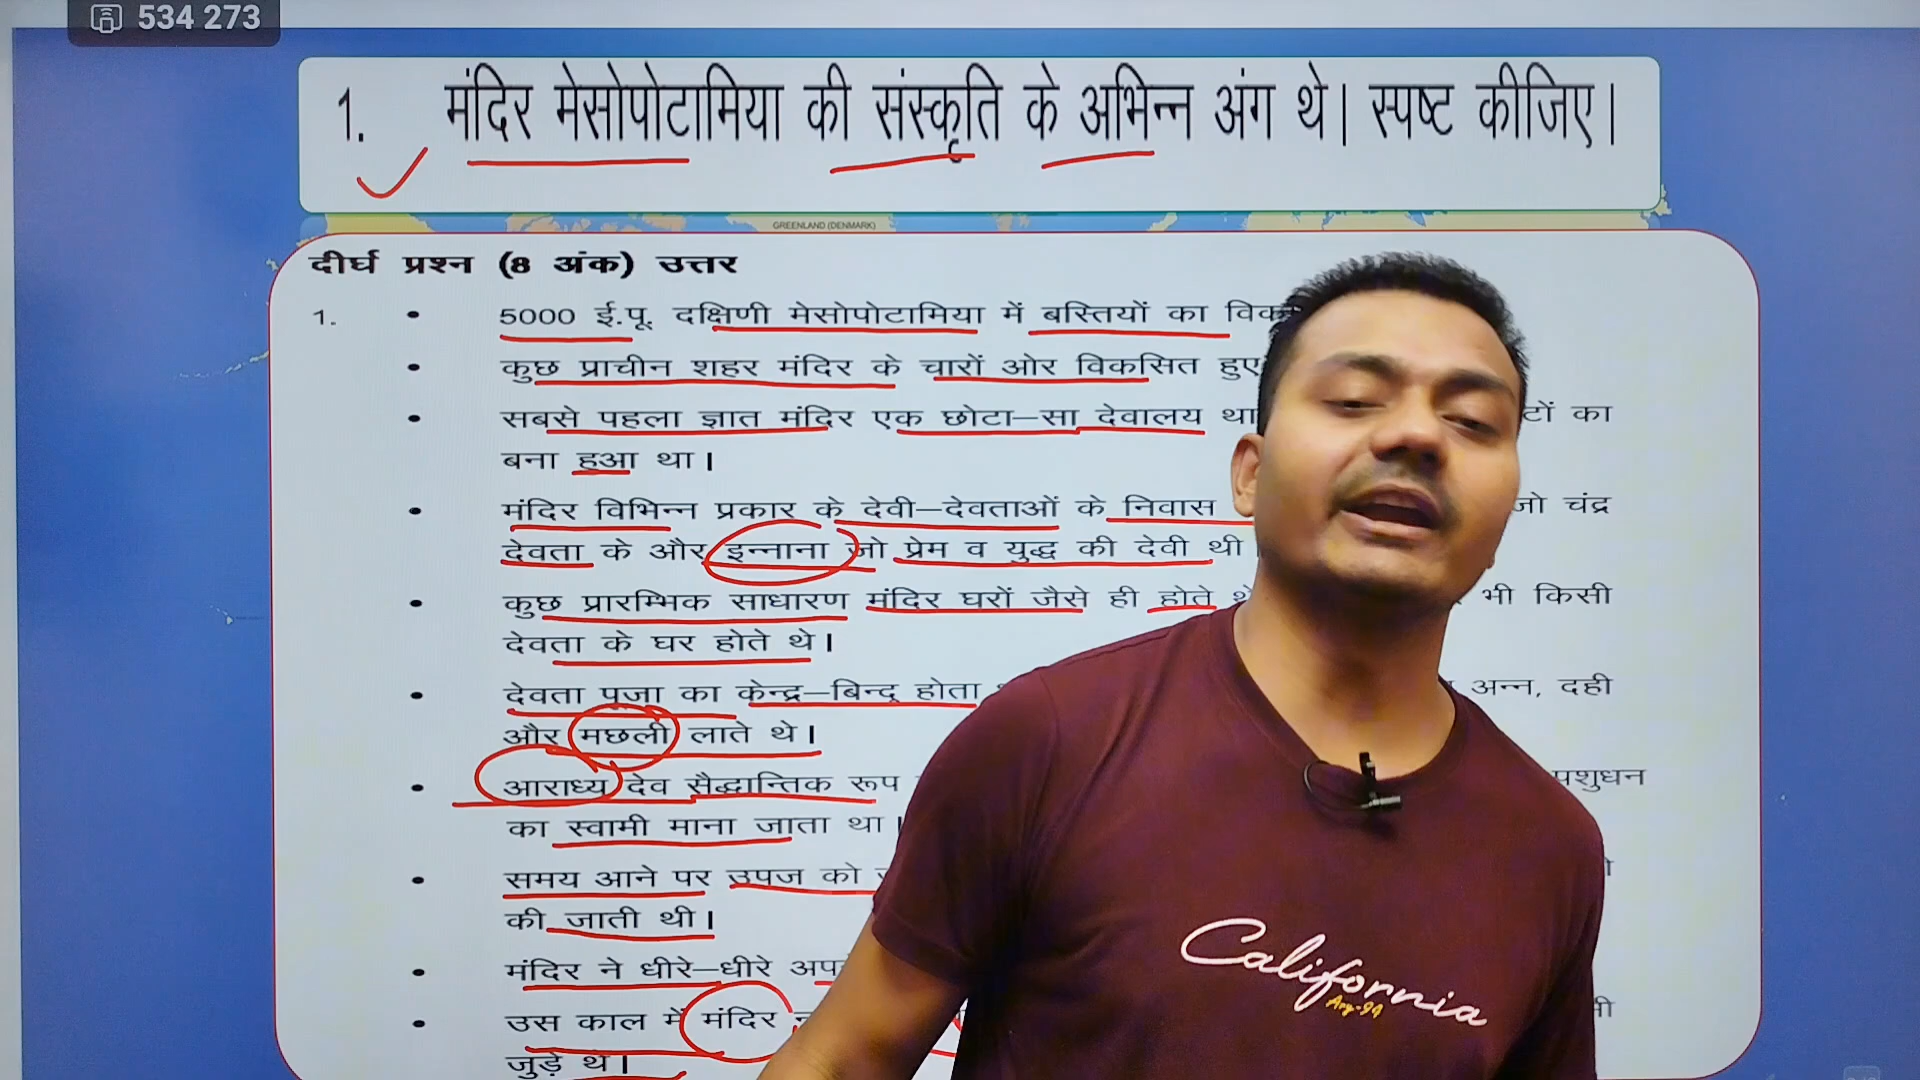 534 273
1. मंदिर मेसोपोटामिया की संस्कृति के अभिन्न अंग थे। स्पष्ट कीजिए।
GREENLAND (DENMARK)
दीर्घ प्रश्न (8 अंक) उत्तर
1. • 5000 ई.पू. दक्षिणी मेसोपोटामिया में बस्तियों का
• कुछ प्राचीन शहर मंदिर के चारों ओर विकसित हुए
• सबसे पहला ज्ञात मंदिर एक छोटा–सा देवालय था का
बना हुआ था।
• मंदिर विभिन्न प्रकार के देवी–देवताओं के निवास जो चंद्र
देवता के और इन्नाना जो प्रेम व युद्ध की देवी थी
• कुछ प्रारम्भिक साधारण मंदिर घरों जैसे ही होते भी किसी
देवता के घर होते थे।
• देवता पूजा का केन्द्र–बिन्दु होता अन्न, दही
और मछली लाते थे।
• आराध्य देव सैद्धान्तिक रूप पशुधन
का स्वामी माना जाता था।
• समय आने पर उपज को
की जाती थी।
• मंदिर ने धीरे–धीरे
• उस काल में मंदिर
जुड़े थे।
California